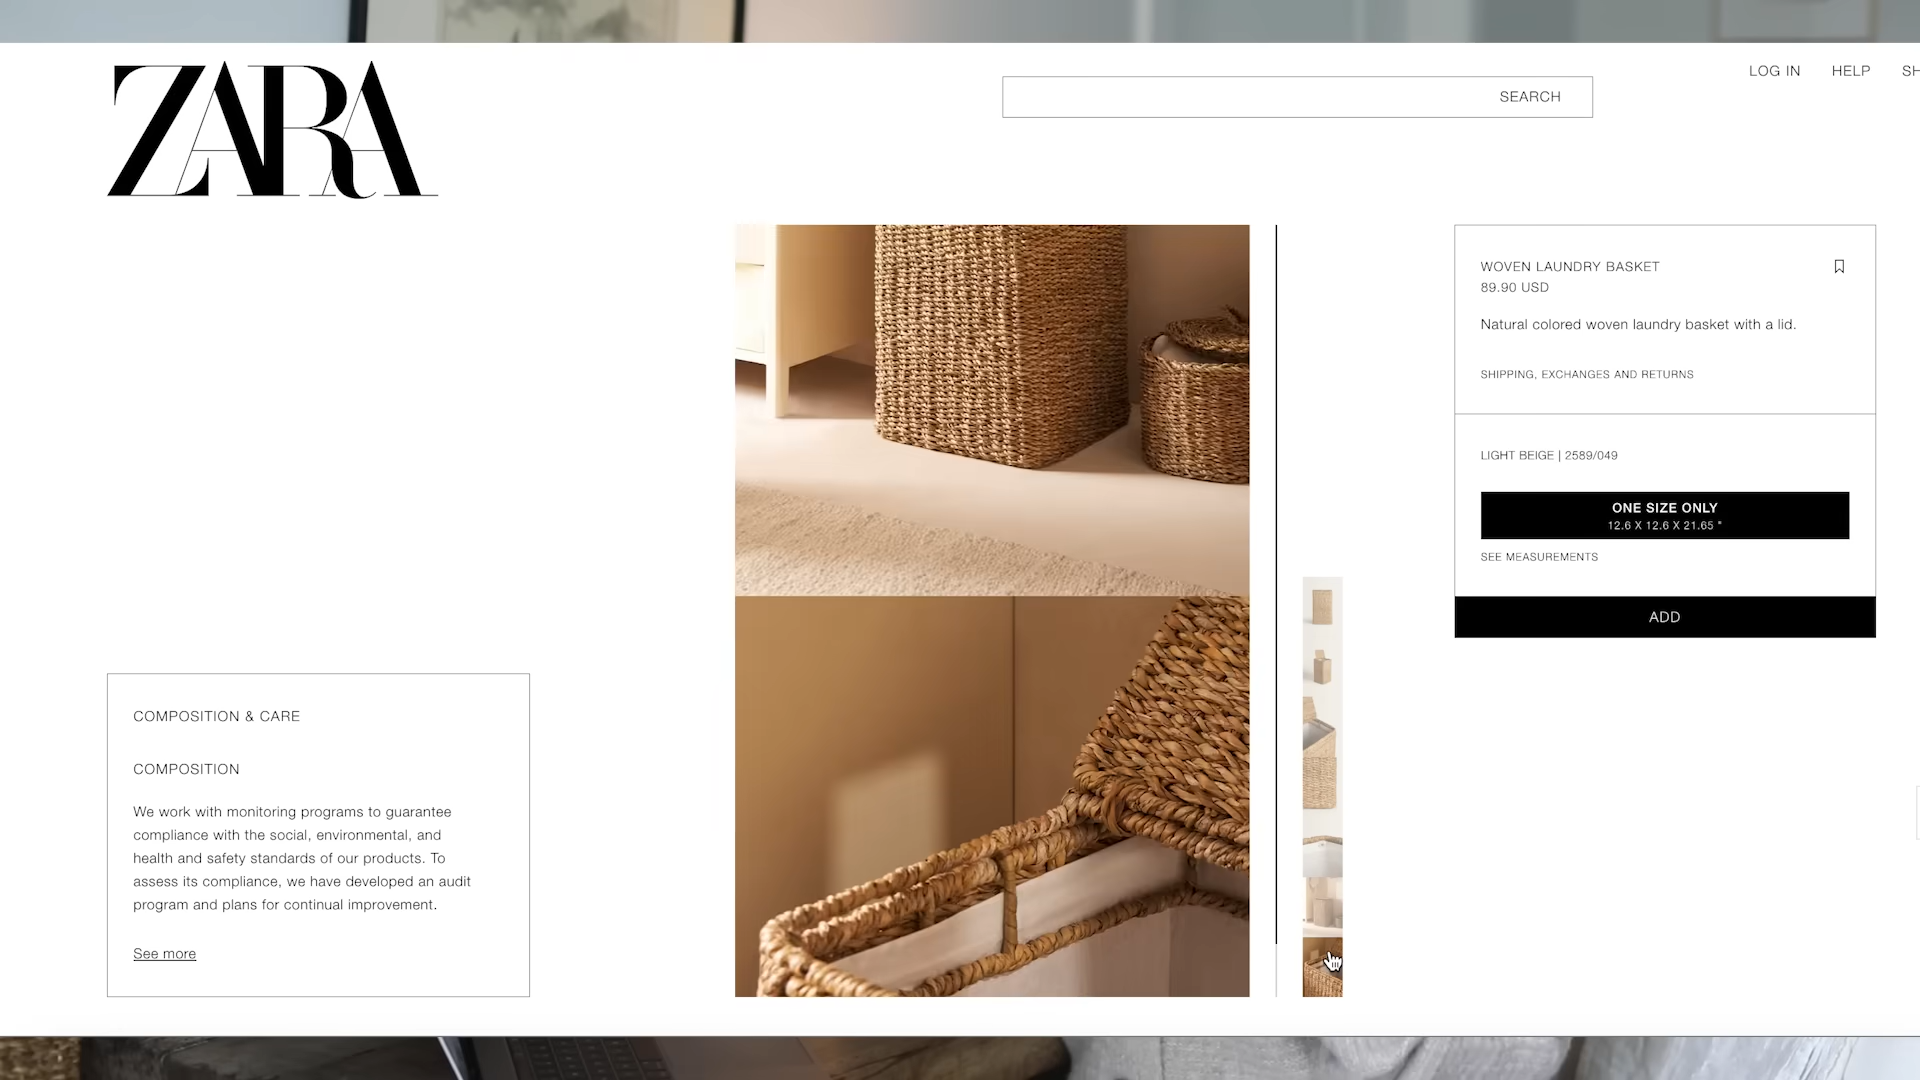 ZARA
SEARCH
LOG IN
HELP
WOVEN LAUNDRY BASKET
89.90 USD
Natural colored woven laundry basket with a lid.
SHIPPING, EXCHANGES AND RETURNS
LIGHT BEIGE | 2589/049
ONE SIZE ONLY
12.6 X 12.6 X 21.65 "
SEE MEASUREMENTS
ADD
COMPOSITION & CARE
COMPOSITION
We work with monitoring programs to guarantee
compliance with the social, environmental, and
health and safety standards of our products. To
assess its compliance, we have developed an audit
program and plans for continual improvement.
See more